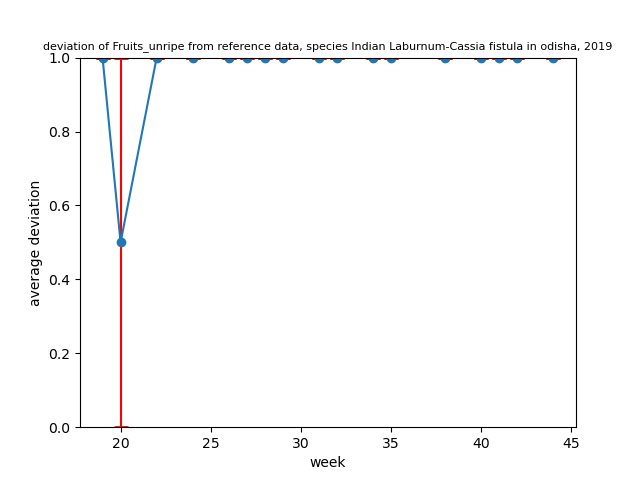 deviation of Fruits_unripe from reference data, species Indian Laburnum-Cassia fistula in odisha, 2019
1.0
0.8
0.6
0.4
0.2
0.0
average deviation
20 25 30 35 40 45
week